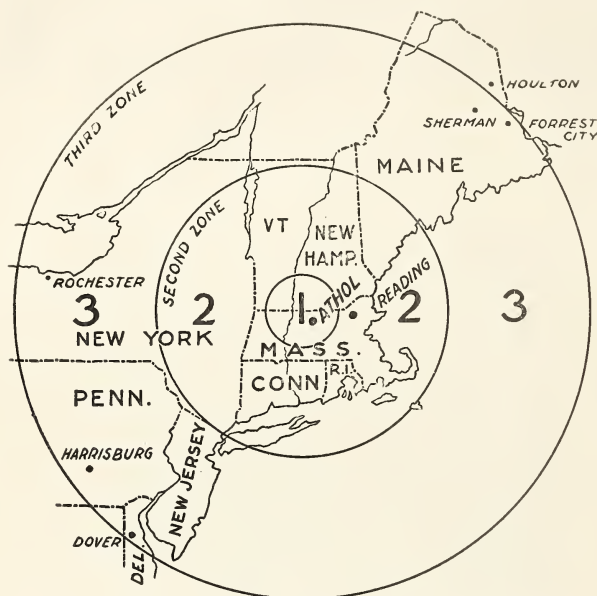 THIRD ZONE
HOULTON
SHERMAN
FORREST CITY
MAINE
SECOND ZONE
VT
NEW HAMP.
ROCHESTER
3
2
1.
ATHOL
READING
2
3
NEW YORK
MASS.
CONN
R.I.
PENN.
HARRISBURG
NEW JERSEY
DOVER
DEL.